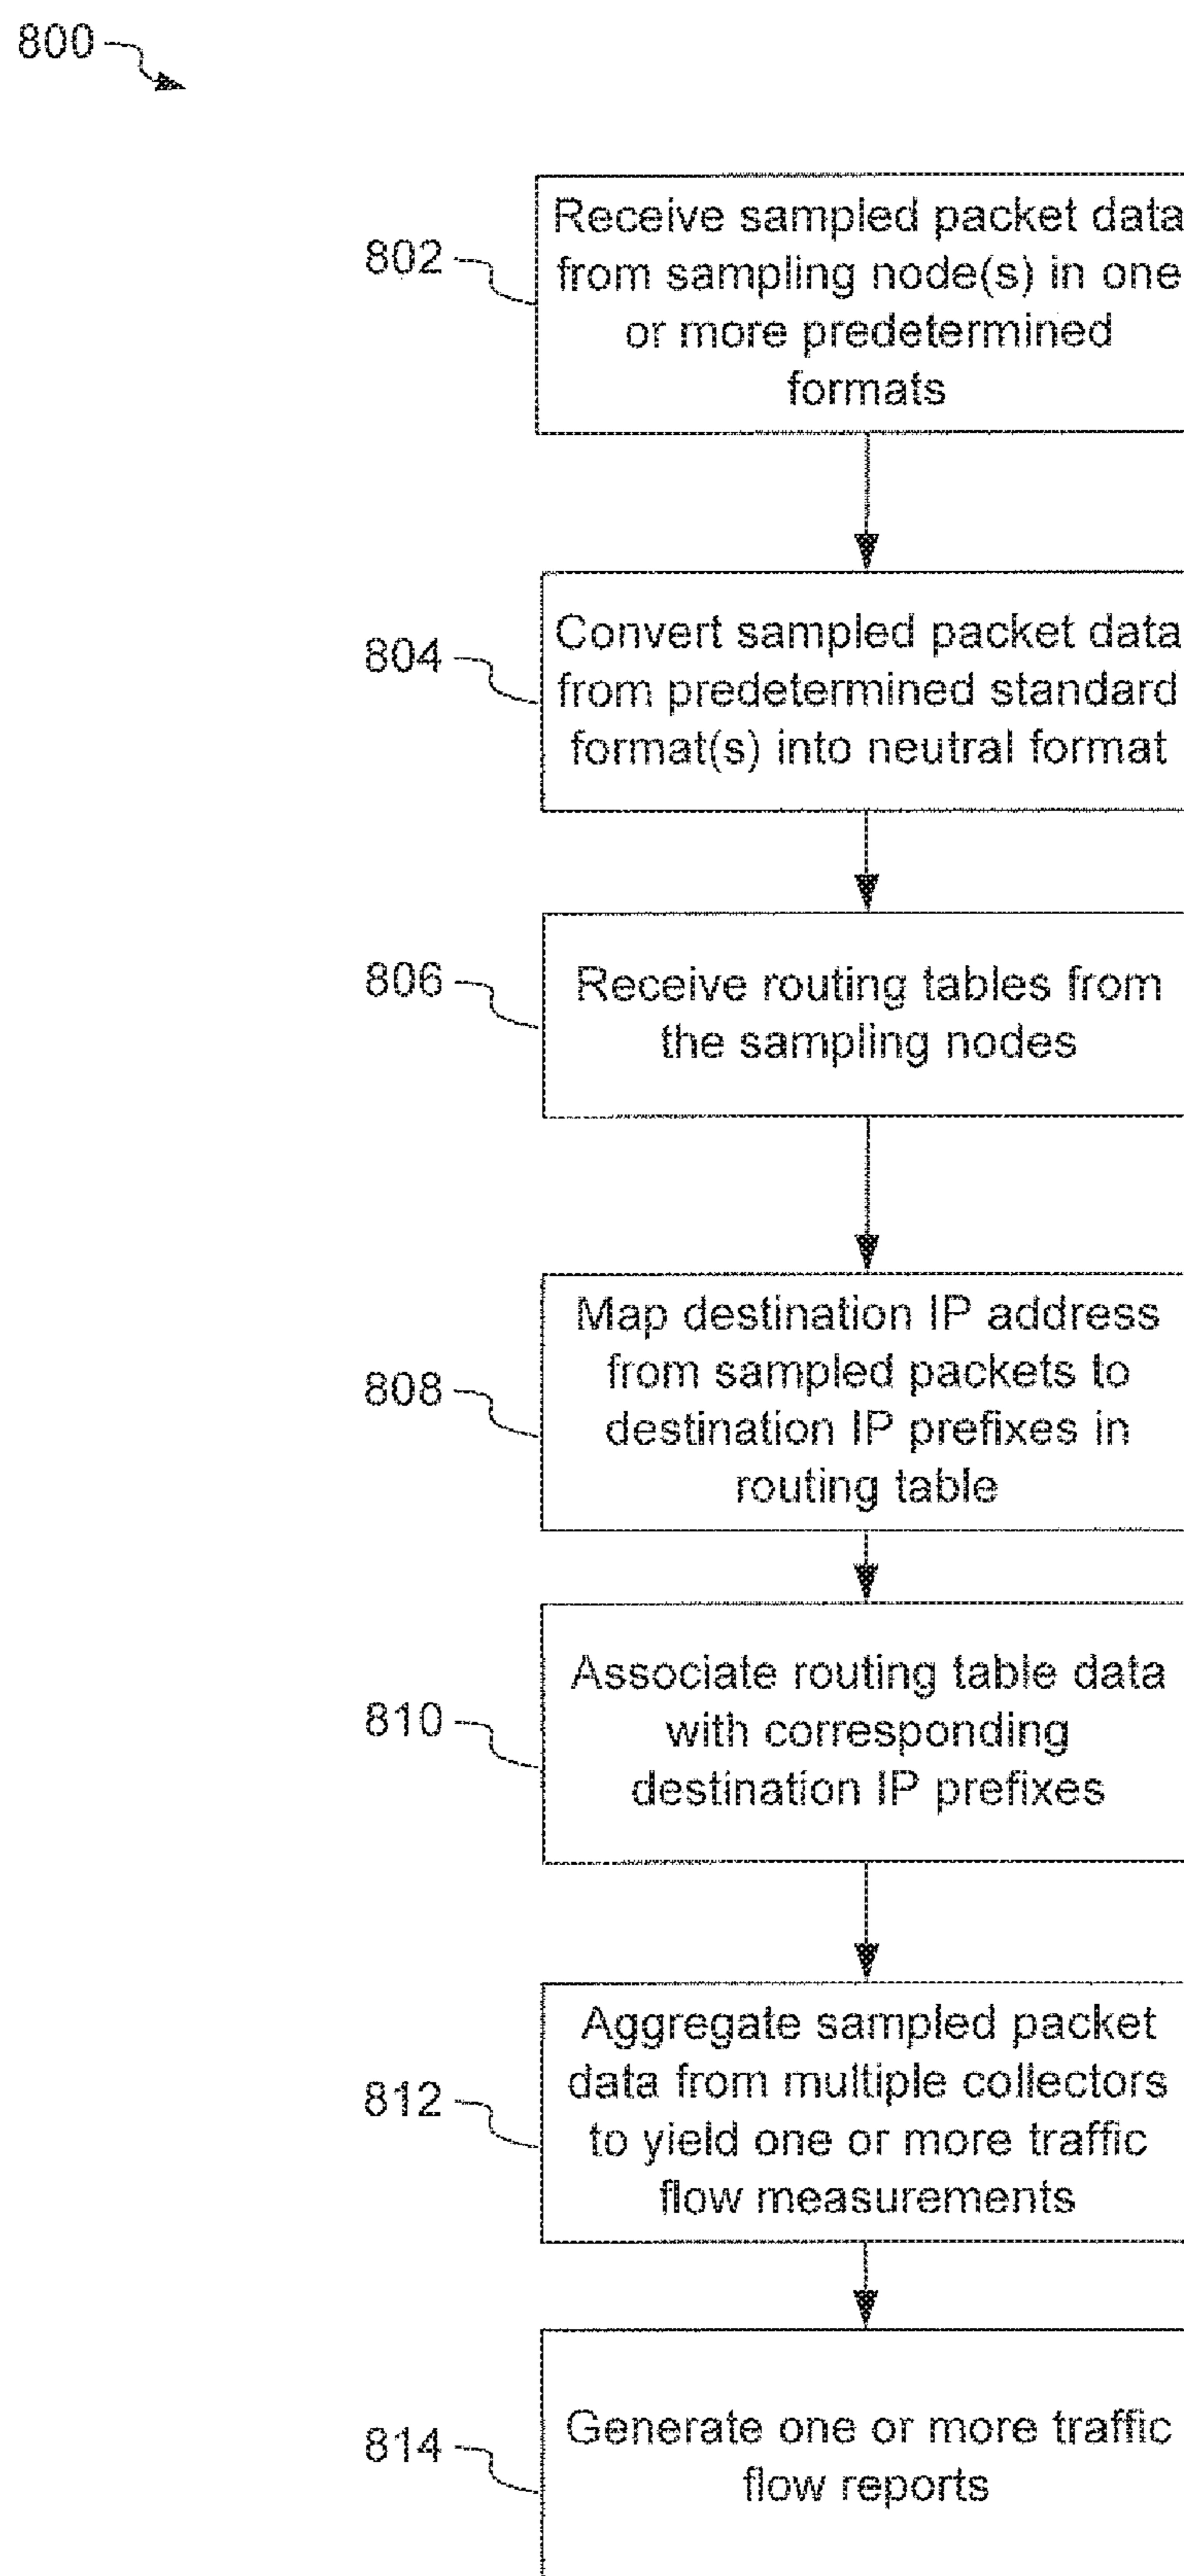 800
802
Receive sampled packet data
from sampling node(s) in one
or more predetermined
formats
804
Convert sampled packet data
from predetermined standard
format(s) into neutral format
806
Receive routing tables from
the sampling nodes
808
Map destination IP address
from sampled packets to
destination IP prefixes in
routing table
810
Associate routing table data
with corresponding
destination IP prefixes
812
Aggregate sampled packet
data from multiple collectors
to yield one or more traffic
flow measurements
814
Generate one or more traffic
flow reports